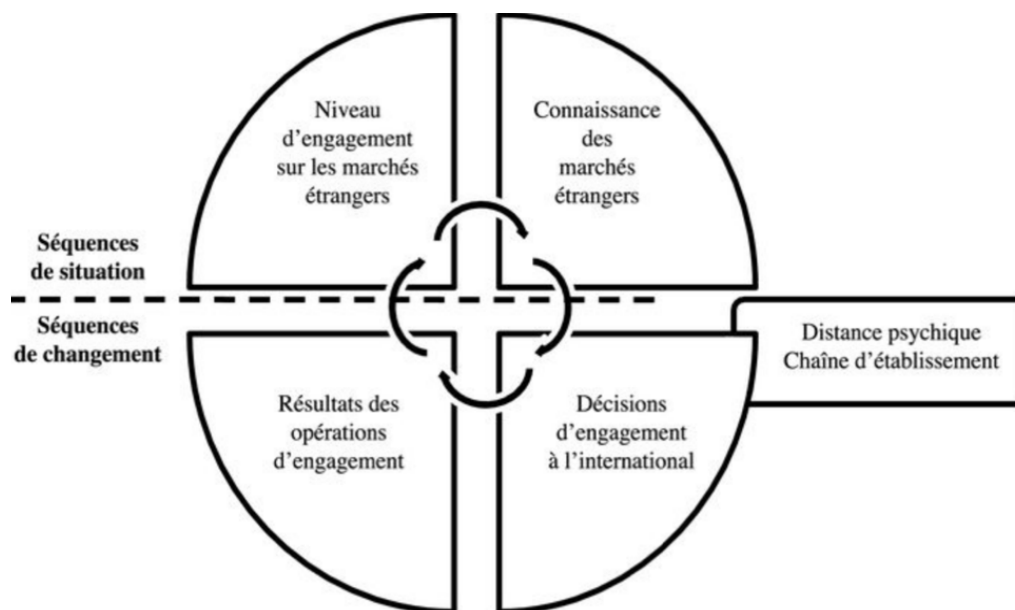 Niveau
d'engagement
sur les marchés
étrangers
Connaissance
des
marchés
étrangers
Séquences
de situation
Séquences
de changement
Distance psychique
Chaîne d'établissement
Résultats des
opérations
d'engagement
Décisions
d'engagement
à l'international